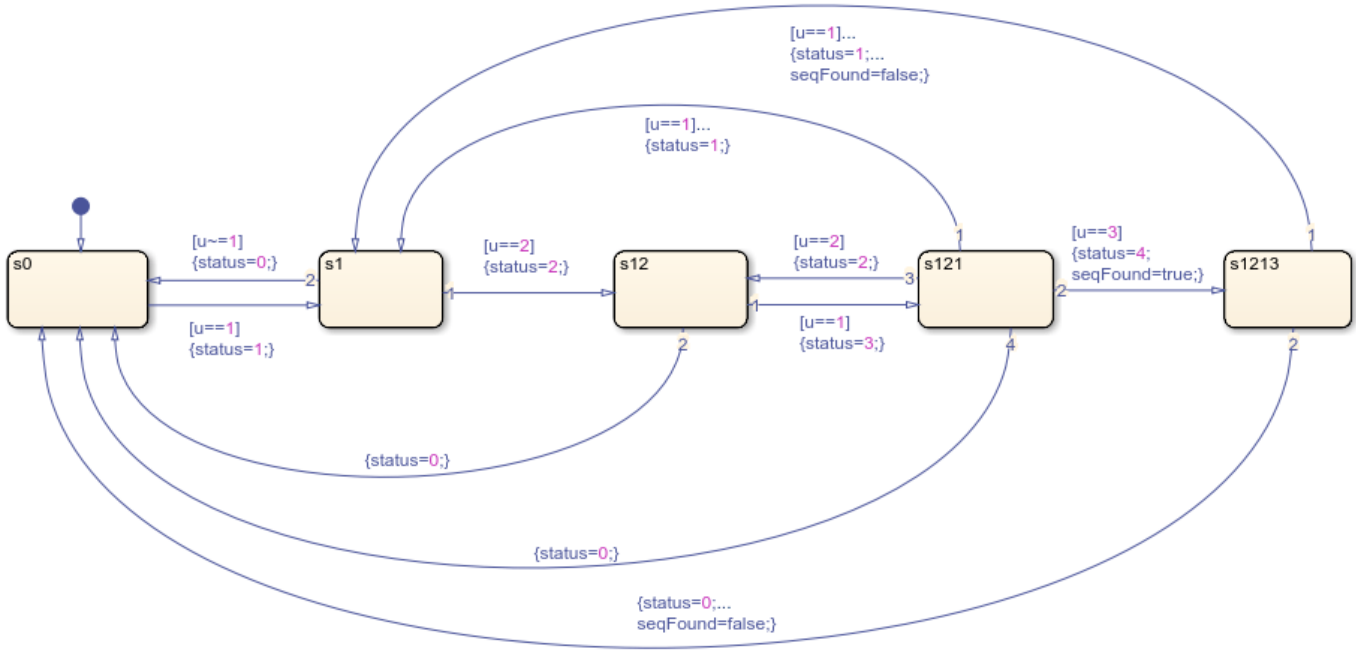 [u==1]...
{status=1;...
seqFound=false;}
[u==1]...
{status=1;}
[u~=1]
{status=0;}
[u==2]
{status=2;}
[u==2]
{status=2;}
[u==3]
{status=4;
seqFound=true;}
1
1
s0
s1
s12
s121
s1213
2
1
3
1
2
[u==1]
{status=1;}
[u==1]
{status=3;}
2
4
2
{status=0;}
{status=0;}
{status=0;...
seqFound=false;}